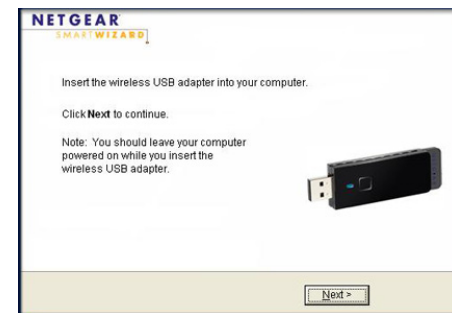 NETGEAR
SMARTWIZARD
Insert the wireless USB adapter into your computer.
Click Next to continue.
Note: You should leave your computer
powered on while you insert the
wireless USB adapter.
Next >